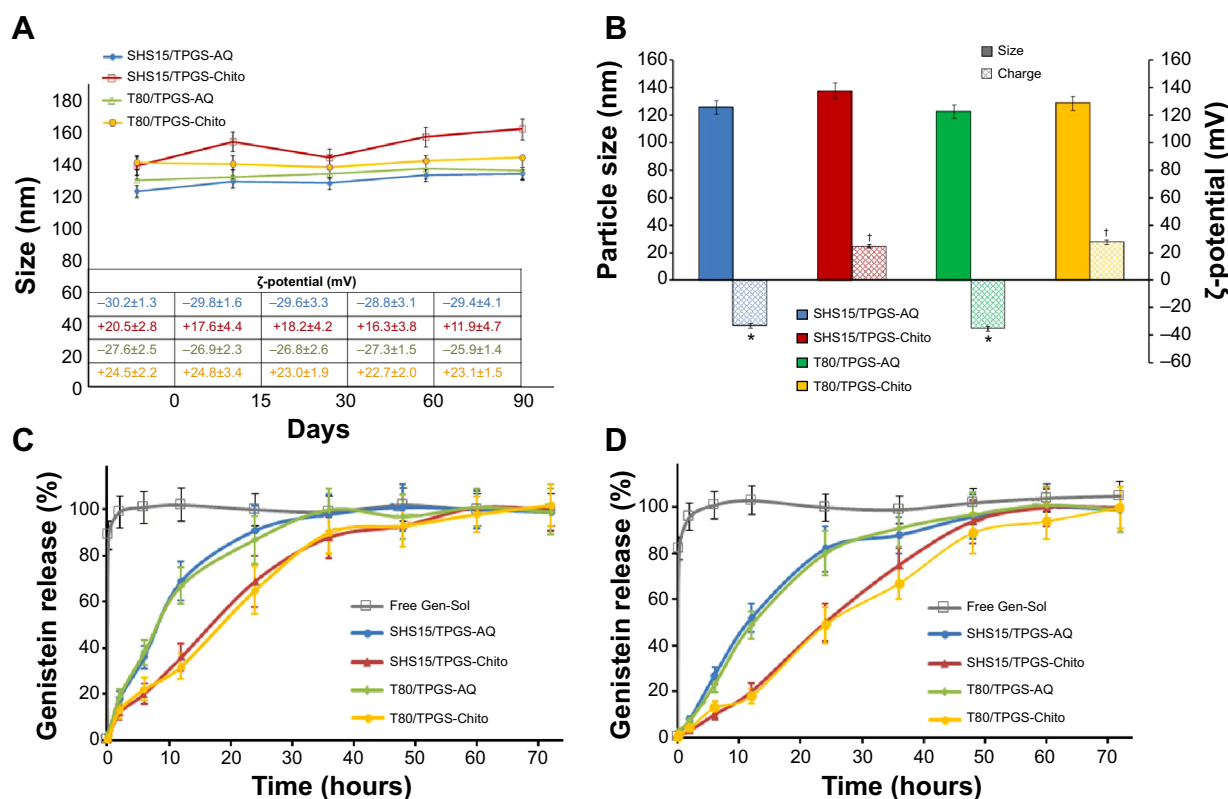 A
SHS15/TPGS-AQ
SHS15/TPGS-Chito
T80/TPGS-AQ
T80/TPGS-Chito
Size (nm)
180
160
140
120
100
80
60
40
20
0
ζ-potential (mV)
–30.2±1.3 –29.8±1.6 –29.6±3.3 –28.8±3.1 –29.4±4.1
+20.5±2.8 +17.6±4.4 +18.2±4.2 +16.3±3.8 +11.9±4.7
–27.6±2.5 –26.9±2.3 –26.8±2.6 –27.3±1.5 –25.9±1.4
+24.5±2.2 +24.8±3.4 +23.0±1.9 +22.7±2.0 +23.1±1.5
0 15 30 60 90
Days
B
Size
Charge
Particle size (nm)
160
140
120
100
80
60
40
20
0
ζ-potential (mV)
160
140
120
100
80
60
40
20
0
–20
–40
–60
† †
* *
SHS15/TPGS-AQ
SHS15/TPGS-Chito
T80/TPGS-AQ
T80/TPGS-Chito
C
Genistein release (%)
100
80
60
40
20
0
Free Gen-Sol
SHS15/TPGS-AQ
SHS15/TPGS-Chito
T80/TPGS-AQ
T80/TPGS-Chito
0 10 20 30 40 50 60 70
Time (hours)
D
Genistein release (%)
100
80
60
40
20
0
Free Gen-Sol
SHS15/TPGS-AQ
SHS15/TPGS-Chito
T80/TPGS-AQ
T80/TPGS-Chito
0 10 20 30 40 50 60 70
Time (hours)